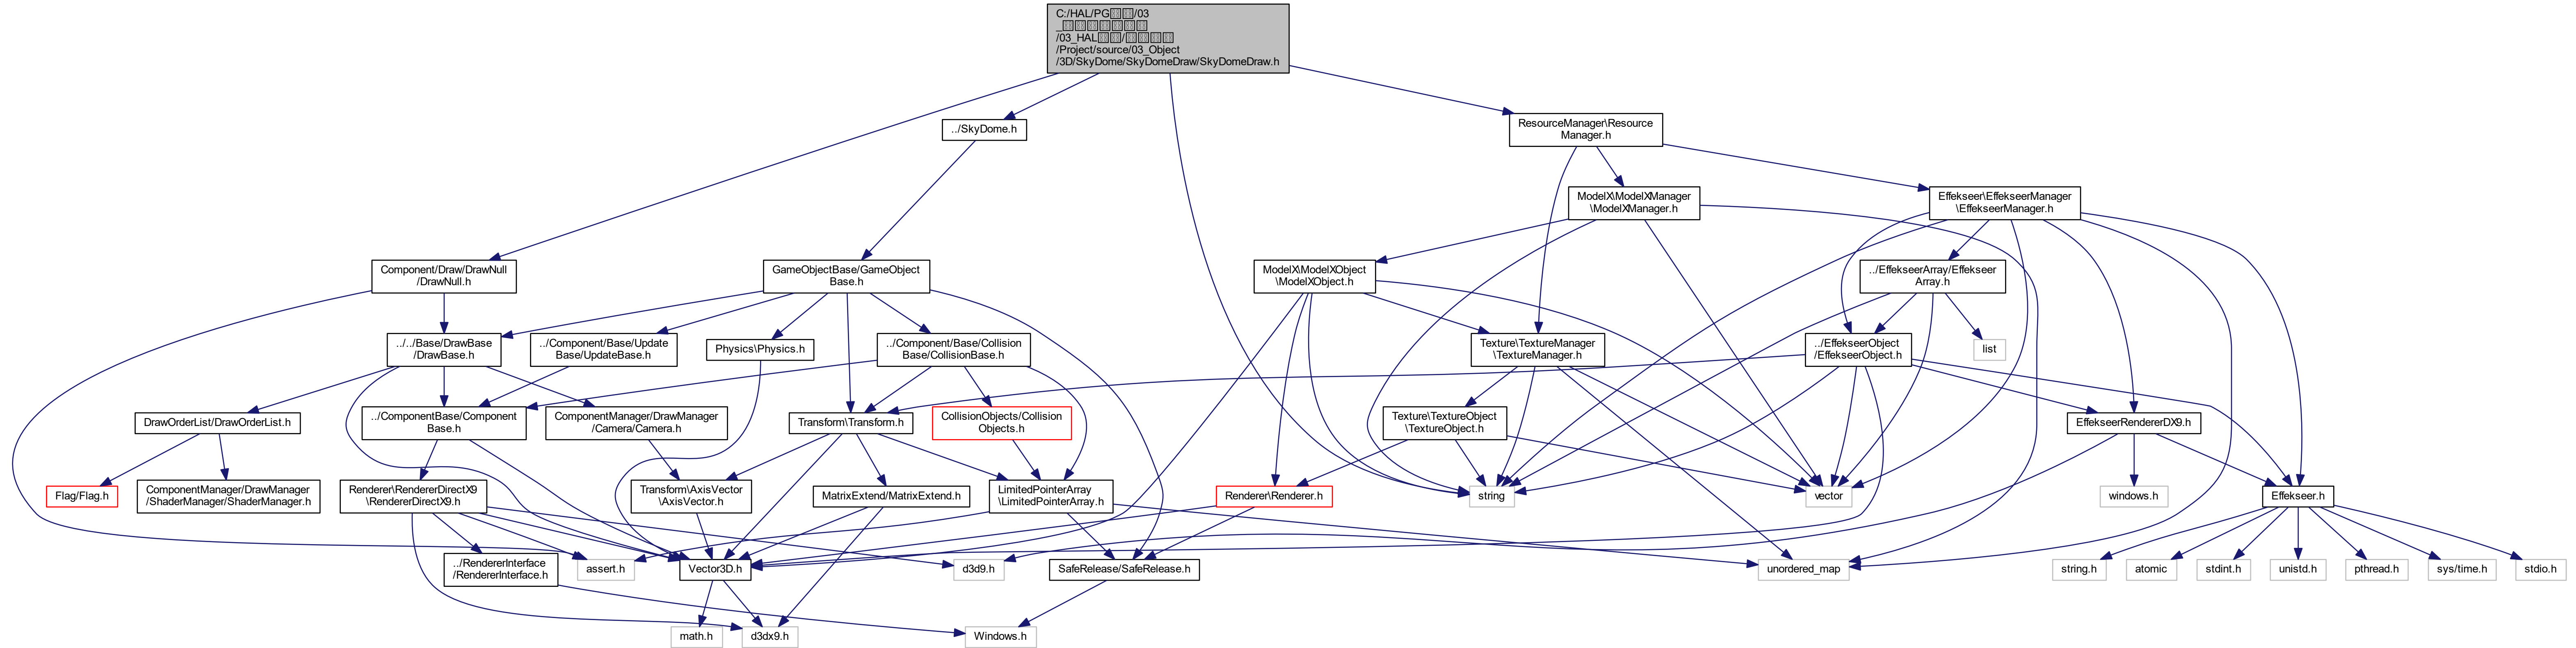 C:/HAL/PG/03
_
/03_HAL/
/Project/source/03_Object
/3D/SkyDome/SkyDomeDraw/SkyDomeDraw.h
../SkyDome.h
ResourceManager\Resource
Manager.h
ModelX\ModelXManager
\ModelXManager.h
Effekseer\EffekseerManager
\EffekseerManager.h
Component/Draw/DrawNull
/DrawNull.h
GameObjectBase/GameObject
Base.h
ModelX\ModelXObject
\ModelXObject.h
../EffekseerArray/Effekseer
Array.h
../../Base/DrawBase
/DrawBase.h
../Component/Base/Update
Base/UpdateBase.h
Physics\Physics.h
../Component/Base/Collision
Base/CollisionBase.h
Texture\TextureManager
\TextureManager.h
../EffekseerObject
/EffekseerObject.h
list
DrawOrderList/DrawOrderList.h
../ComponentBase/Component
Base.h
ComponentManager/DrawManager
/Camera/Camera.h
Transform\Transform.h
CollisionObjects/Collision
Objects.h
Texture\TextureObject
\TextureObject.h
EffekseerRendererDX9.h
Flag/Flag.h
ComponentManager/DrawManager
/ShaderManager/ShaderManager.h
Renderer\RendererDirectX9
\RendererDirectX9.h
Transform\AxisVector
\AxisVector.h
MatrixExtend/MatrixExtend.h
LimitedPointerArray
\LimitedPointerArray.h
Renderer\Renderer.h
string
vector
windows.h
Effekseer.h
../RendererInterface
/RendererInterface.h
assert.h
Vector3D.h
d3d9.h
SafeRelease/SafeRelease.h
unordered_map
string.h
atomic
stdint.h
unistd.h
pthread.h
sys/time.h
stdio.h
math.h
d3dx9.h
Windows.h